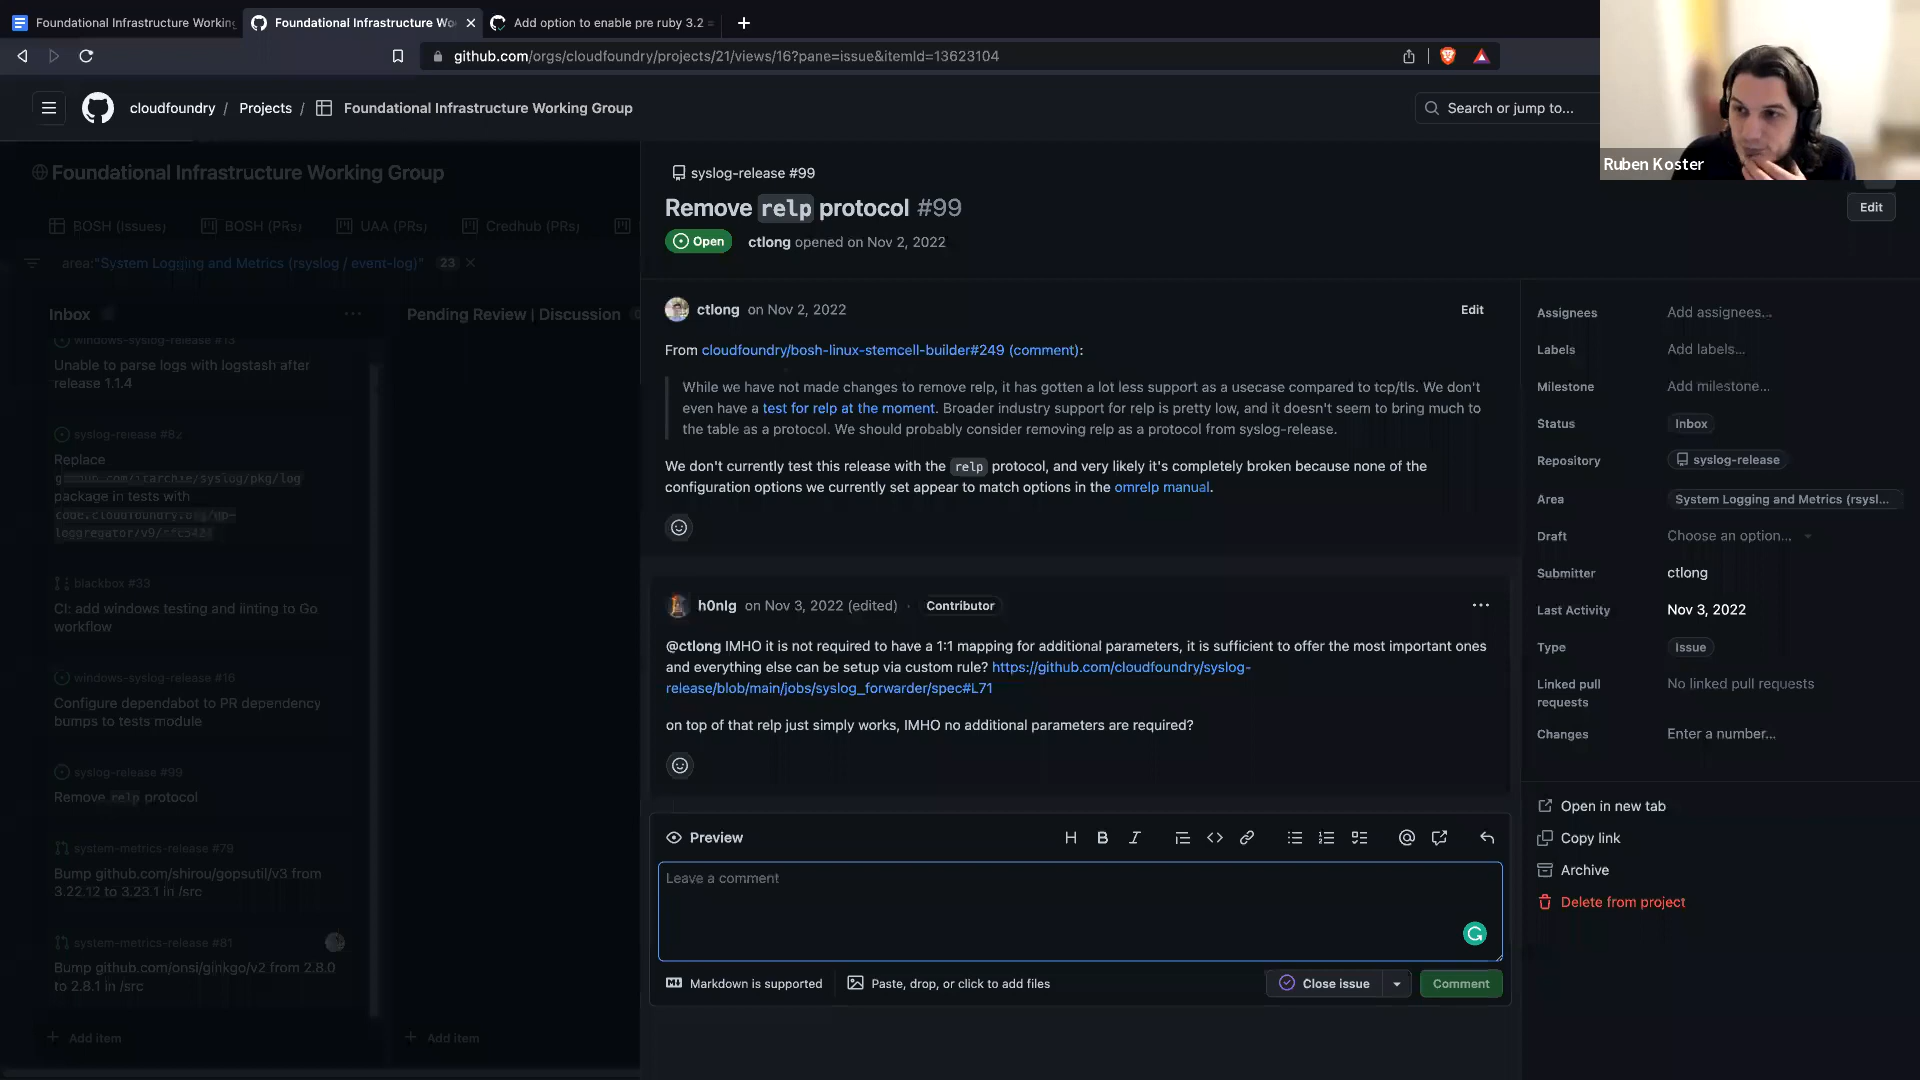 Foundational Infrastructure Working
Foundational Infrastructure Wo
Add option to enable pre ruby 3.2
github.com/orgs/cloudfoundry/projects/21/views/16?pane=issue&itemId=13623104
cloudfoundry / Projects / Foundational Infrastructure Working Group
Search or jump to...
Ruben Koster
Foundational Infrastructure Working Group
BOSH (Issues)
BOSH (PRs)
UAA (PRs)
Credhub (PRs)
area:"System Logging and Metrics (rsyslog / event-log)" 23
Inbox
windows-syslog-release #13
Unable to parse logs with logstash after
release 1.1.4
syslog-release #82
Replace
package in tests with
blackbox #33
CI: add windows testing and linting to Go
workflow
windows-syslog-release #16
Configure dependabot to PR dependency
bumps to tests module
syslog-release #99
Remove relp protocol
system-metrics-release #79
Bump github.com/shirou/gopsutil/v3 from
3.22.12 to 3.23.1 in /src
system-metrics-release #81
Bump github.com/onsi/ginkgo/v2 from 2.8.0
to 2.8.1 in /src
Add item
Pending Review | Discussion
Add item
syslog-release #99
Remove relp protocol #99
Edit
Open
ctlong opened on Nov 2, 2022
ctlong on Nov 2, 2022
Edit
From cloudfoundry/bosh-linux-stemcell-builder#249 (comment):
While we have not made changes to remove relp, it has gotten a lot less support as a usecase compared to tcp/tls. We don't
even have a test for relp at the moment. Broader industry support for relp is pretty low, and it doesn't seem to bring much to
the table as a protocol. We should probably consider removing relp as a protocol from syslog-release.
We don't currently test this release with the relp protocol, and very likely it's completely broken because none of the
configuration options we currently set appear to match options in the omrelp manual.
h0nIg on Nov 3, 2022 (edited) · Contributor
@ctlong IMHO it is not required to have a 1:1 mapping for additional parameters, it is sufficient to offer the most important ones
and everything else can be setup via custom rule? https://github.com/cloudfoundry/syslog-
release/blob/main/jobs/syslog_forwarder/spec#L71
on top of that relp just simply works, IMHO no additional parameters are required?
Preview
Leave a comment
Markdown is supported
Paste, drop, or click to add files
Close issue
Comment
Assignees
Add assignees...
Labels
Add labels...
Milestone
Add milestone...
Status
Inbox
Repository
syslog-release
Area
System Logging and Metrics (rsysl...
Draft
Choose an option...
Submitter
ctlong
Last Activity
Nov 3, 2022
Type
Issue
Linked pull
requests
No linked pull requests
Changes
Enter a number...
Open in new tab
Copy link
Archive
Delete from project